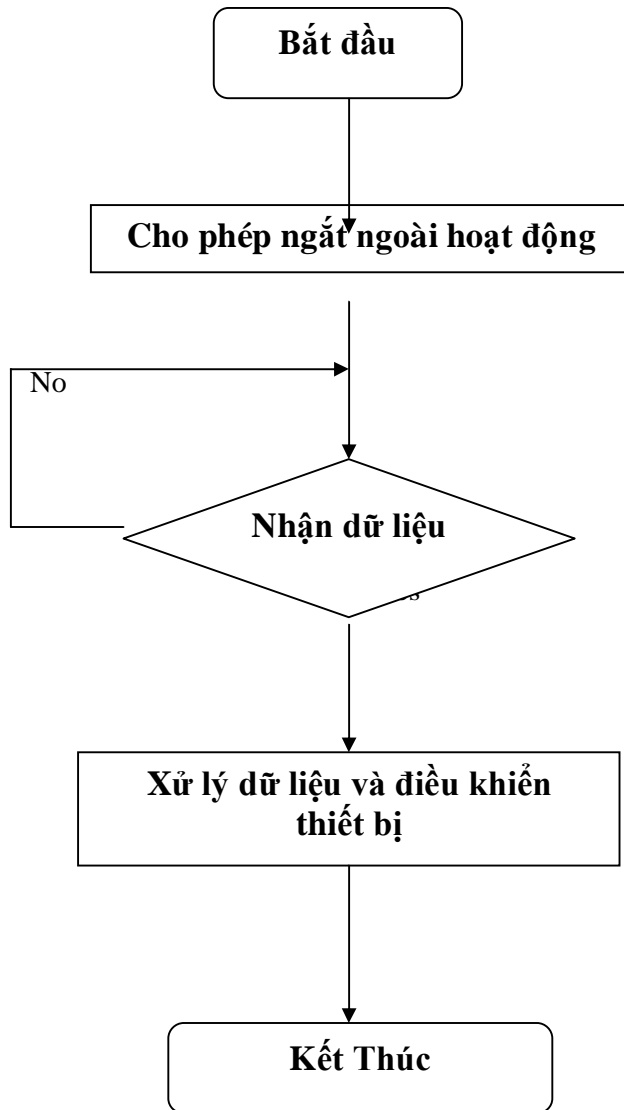 Bắt đầu
Cho phép ngắt ngoài hoạt động
No
Nhận dữ liệu
Xử lý dữ liệu và điều khiển
thiết bị
Kết Thúc